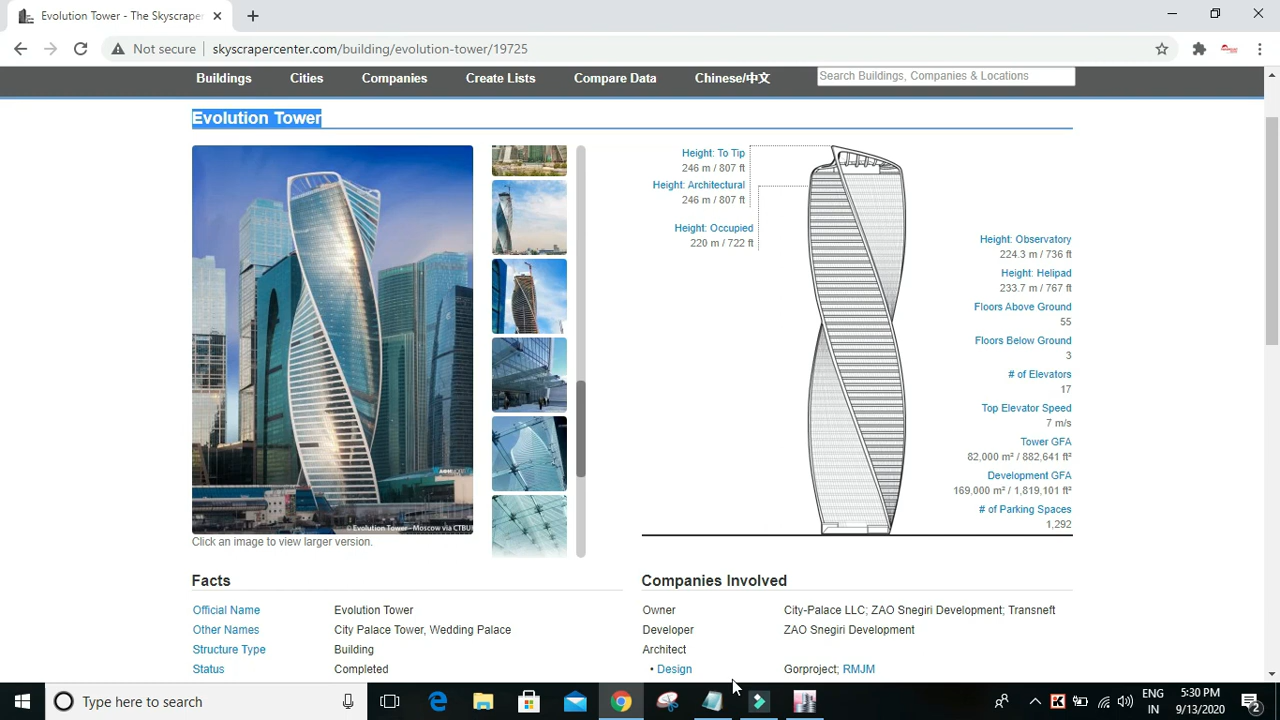 Evolution Tower - The Skyscraper
Not secure
skyscrapercenter.com/building/evolution-tower/19725
Buildings
Cities
Companies
Create Lists
Compare Data
Chinese/中文
Search Buildings, Companies & Locations
Evolution Tower
Height: To Tip
246 m / 807 ft
Height: Architectural
246 m / 807 ft
Height: Occupied
220 m / 722 ft
Height: Observatory
224.3 m / 736 ft
Height: Helipad
233.7 m / 767 ft
Floors Above Ground
55
Floors Below Ground
3
# of Elevators
17
Top Elevator Speed
7 m/s
Tower GFA
82,000 m² / 882,641 ft²
Development GFA
169,000 m² / 1,819,101 ft²
# of Parking Spaces
1,292
© Evolution Tower - Moscow via CTBU
Click an image to view larger version.
Facts
Official Name Evolution Tower
Other Names City Palace Tower, Wedding Palace
Structure Type Building
Status Completed
Companies Involved
Owner City-Palace LLC; ZAO Snegiri Development; Transneft
Developer ZAO Snegiri Development
Architect
• Design Gorproject; RMJM
Type here to search
ENG
IN
5:30 PM
9/13/2020
2